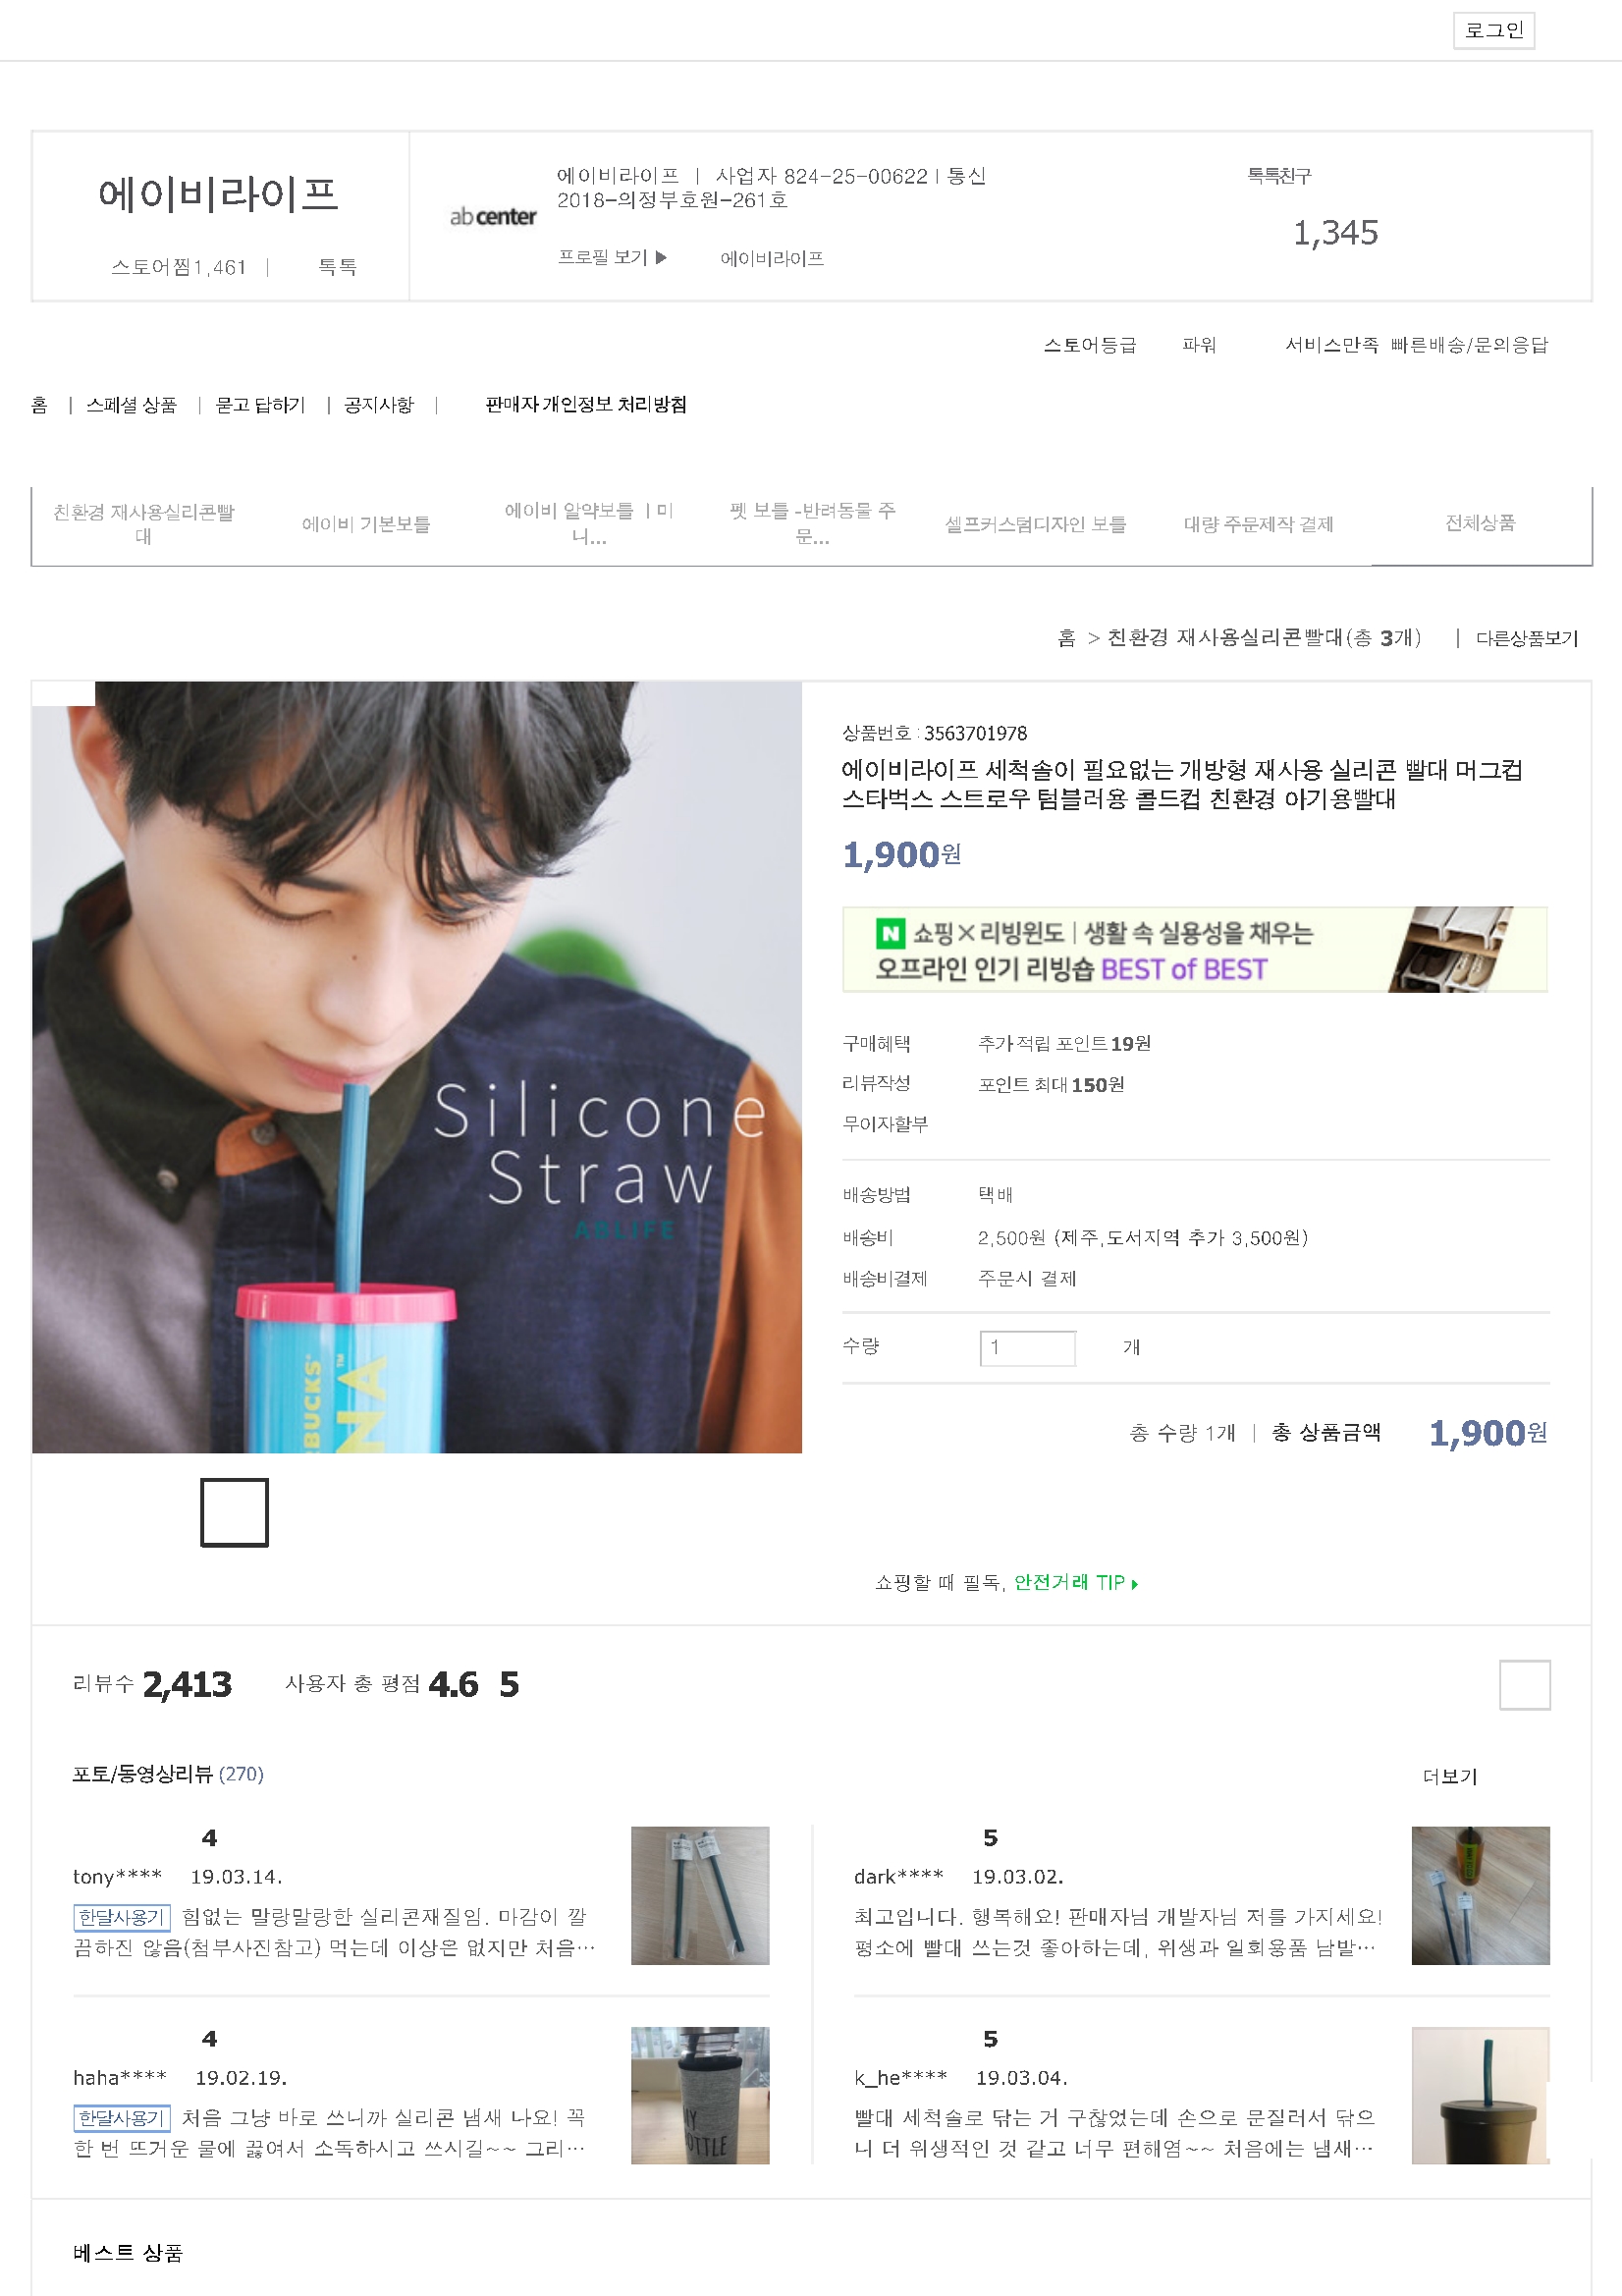 로그인
에이비라이프
스토어찜1,461 | 톡톡
ab center
에이비라이프 | 사업자 824-25-00622 | 통신
2018-의정부호원-261호
프로필 보기 ▶ 에이비라이프
톡톡친구
1,345
스토어등급 파워 서비스만족 빠른배송/문의응답
홈 | 스페셜 상품 | 묻고 답하기 | 공지사항 | 판매자 개인정보 처리방침
친환경 재사용실리콘빨
대
에이비 기본보틀
에이비 알약보틀 ㅣ미
니...
펫 보틀 -반려동물 주
문...
셀프커스텀디자인 보틀
대량 주문제작 결제
전체상품
홈 > 친환경 재사용실리콘빨대(총 3개) | 다른상품보기
Silicone
Straw
ABLIFE
BUCKS™
NA
상품번호 : 3563701978
에이비라이프 세척솔이 필요없는 개방형 재사용 실리콘 빨대 머그컵
스타벅스 스트로우 텀블러용 콜드컵 친환경 아기용빨대
1,900원
N 쇼핑×리빙윈도 | 생활 속 실용성을 채우는
오프라인 인기 리빙숍 BEST of BEST
구매혜택 추가 적립 포인트 19원
리뷰작성 포인트 최대 150원
무이자할부
배송방법 택배
배송비 2,500원 (제주,도서지역 추가 3,500원)
배송비결제 주문시 결제
수량 1 개
총 수량 1개 | 총 상품금액 1,900원
쇼핑할 때 필독, 안전거래 TIP
리뷰수 2,413 사용자 총 평점 4.6 5
포토/동영상리뷰 (270)
더보기
4
tony**** 19.03.14.
한달사용기 힘없는 말랑말랑한 실리콘재질임. 마감이 깔
끔하진 않음(첨부사진참고) 먹는데 이상은 없지만 처음…
5
dark**** 19.03.02.
최고입니다. 행복해요! 판매자님 개발자님 저를 가지세요!
평소에 빨대 쓰는것 좋아하는데, 위생과 일회용품 남발…
4
haha**** 19.02.19.
한달사용기 처음 그냥 바로 쓰니까 실리콘 냄새 나요! 꼭
한 번 뜨거운 물에 끓여서 소독하시고 쓰시길~~ 그리…
MY
BOTTLE
5
k_he**** 19.03.04.
빨대 세척솔로 닦는 거 구찮었는데 손으로 문질러서 닦으
니 더 위생적인 것 같고 너무 편해염~~ 처음에는 냄새…
베스트 상품